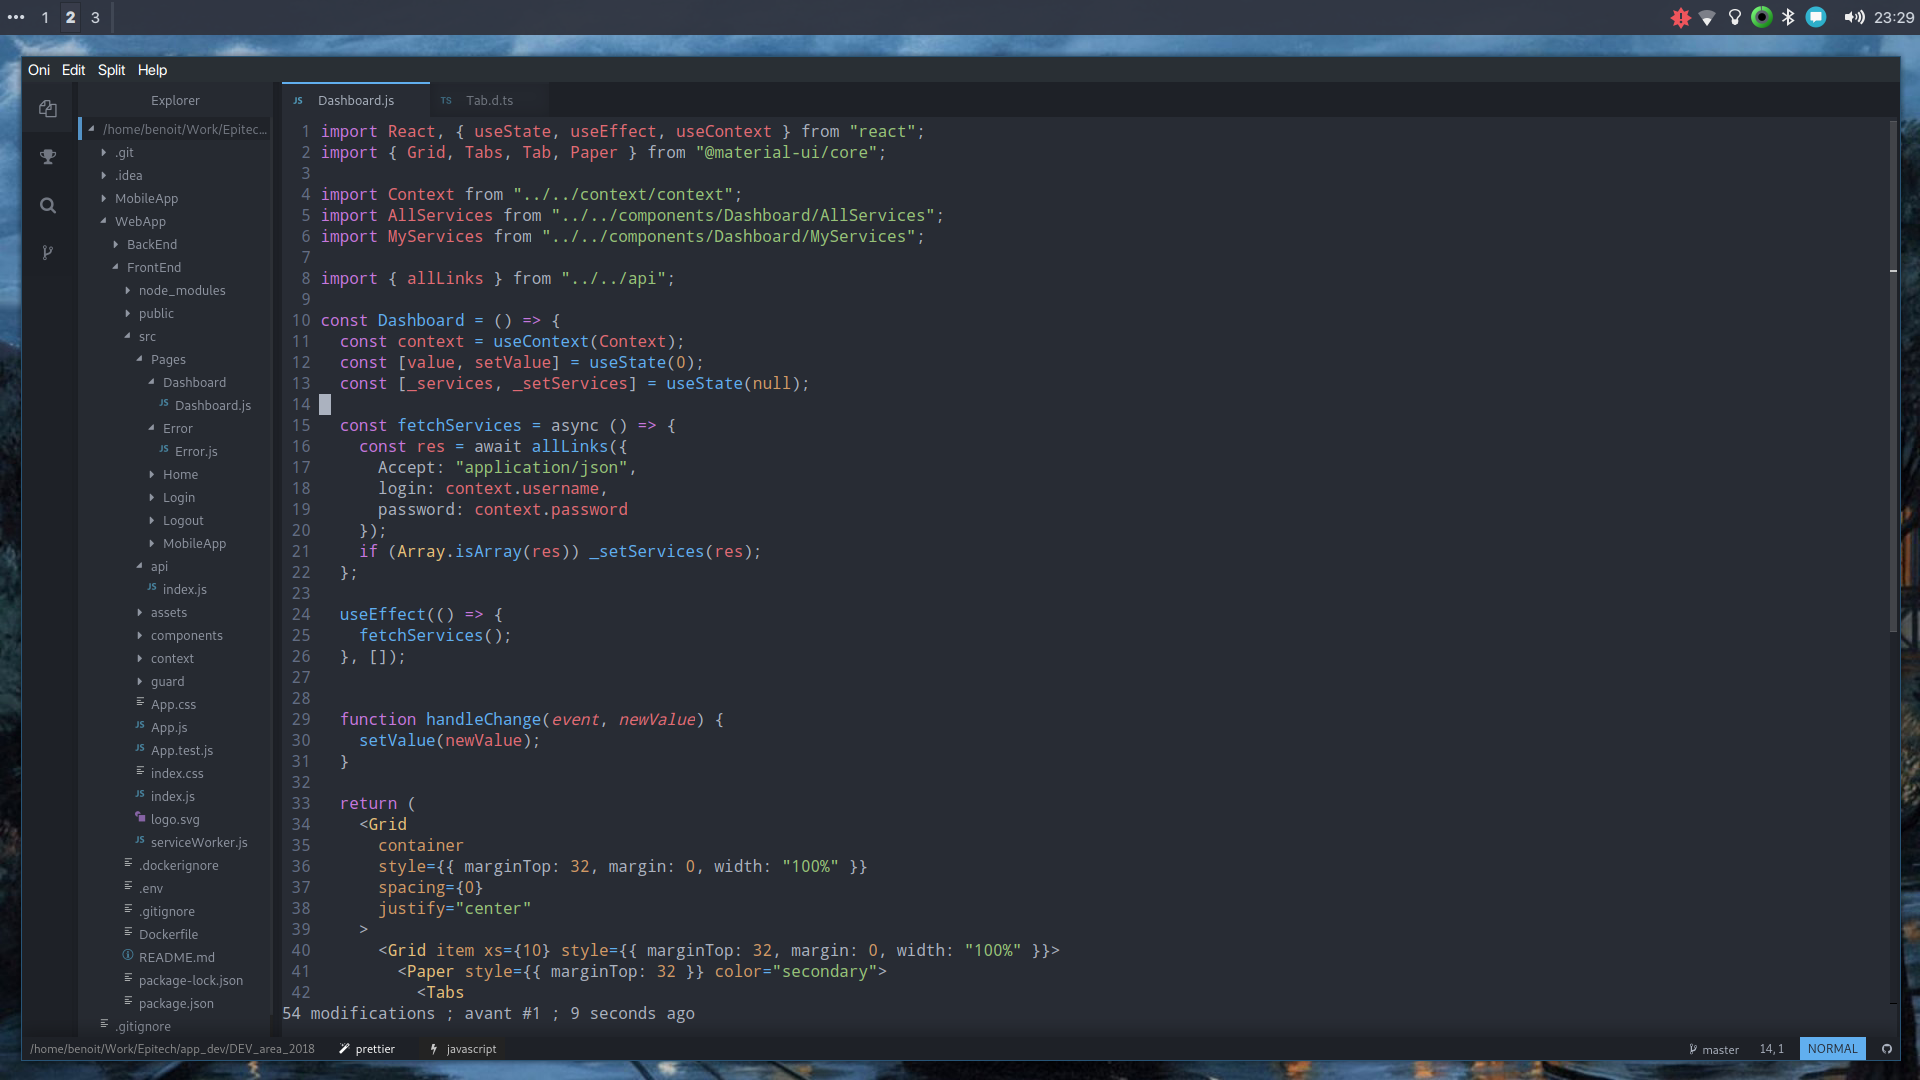 1 2 3
23:29
Oni Edit Split Help
Explorer
/home/benoit/Work/Epitec...
.git
.idea
MobileApp
WebApp
BackEnd
FrontEnd
node_modules
public
src
Pages
Dashboard
JS Dashboard.js
Error
JS Error.js
Home
Login
Logout
MobileApp
api
JS index.js
assets
components
context
guard
App.css
JS App.js
JS App.test.js
index.css
JS index.js
logo.svg
JS serviceWorker.js
.dockerignore
.env
.gitignore
Dockerfile
README.md
package-lock.json
package.json
.gitignore
JS Dashboard.js
TS Tab.d.ts
1 import React, { useState, useEffect, useContext } from "react";
2 import { Grid, Tabs, Tab, Paper } from "@material-ui/core";
3
4 import Context from "../../context/context";
5 import AllServices from "../../components/Dashboard/AllServices";
6 import MyServices from "../../components/Dashboard/MyServices";
7
8 import { allLinks } from "../../api";
9
10 const Dashboard = () => {
11   const context = useContext(Context);
12   const [value, setValue] = useState(0);
13   const [_services, _setServices] = useState(null);
14
15   const fetchServices = async () => {
16     const res = await allLinks({
17       Accept: "application/json",
18       login: context.username,
19       password: context.password
20     });
21     if (Array.isArray(res)) _setServices(res);
22   };
23
24   useEffect(() => {
25     fetchServices();
26   }, []);
27
28
29   function handleChange(event, newValue) {
30     setValue(newValue);
31   }
32
33   return (
34     <Grid
35       container
36       style={{ marginTop: 32, margin: 0, width: "100%" }}
37       spacing={0}
38       justify="center"
39     >
40       <Grid item xs={10} style={{ marginTop: 32, margin: 0, width: "100%" }}>
41         <Paper style={{ marginTop: 32 }} color="secondary">
42           <Tabs
54 modifications ; avant #1 ; 9 seconds ago
/home/benoit/Work/Epitech/app_dev/DEV_area_2018 prettier javascript
master 14, 1 NORMAL